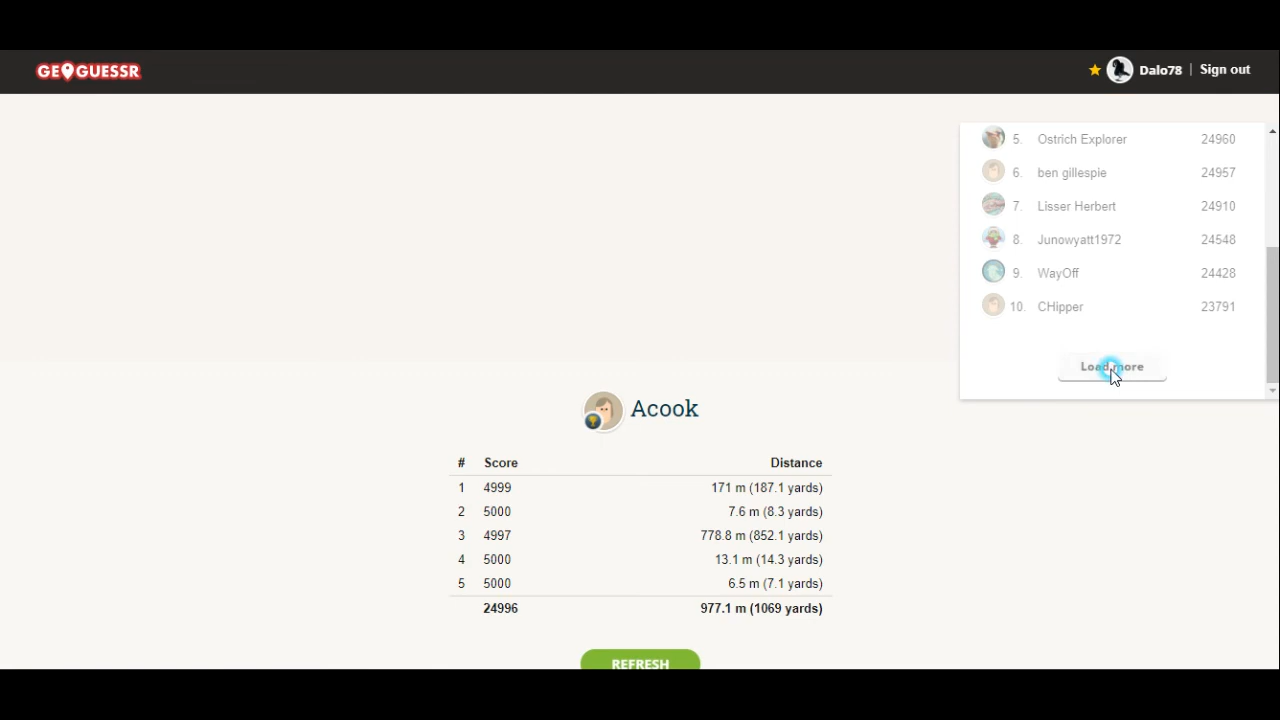 GEOGUESSR
Dalo78 | Sign out
5. Ostrich Explorer 24960
6. ben gillespie 24957
7. Lisser Herbert 24910
8. Junowyatt1972 24548
9. WayOff 24428
10. CHipper 23791
Load more
Acook
# Score Distance
1 4999 171 m (187.1 yards)
2 5000 7.6 m (8.3 yards)
3 4997 778.8 m (852.1 yards)
4 5000 13.1 m (14.3 yards)
5 5000 6.5 m (7.1 yards)
24996 977.1 m (1069 yards)
REFRESH